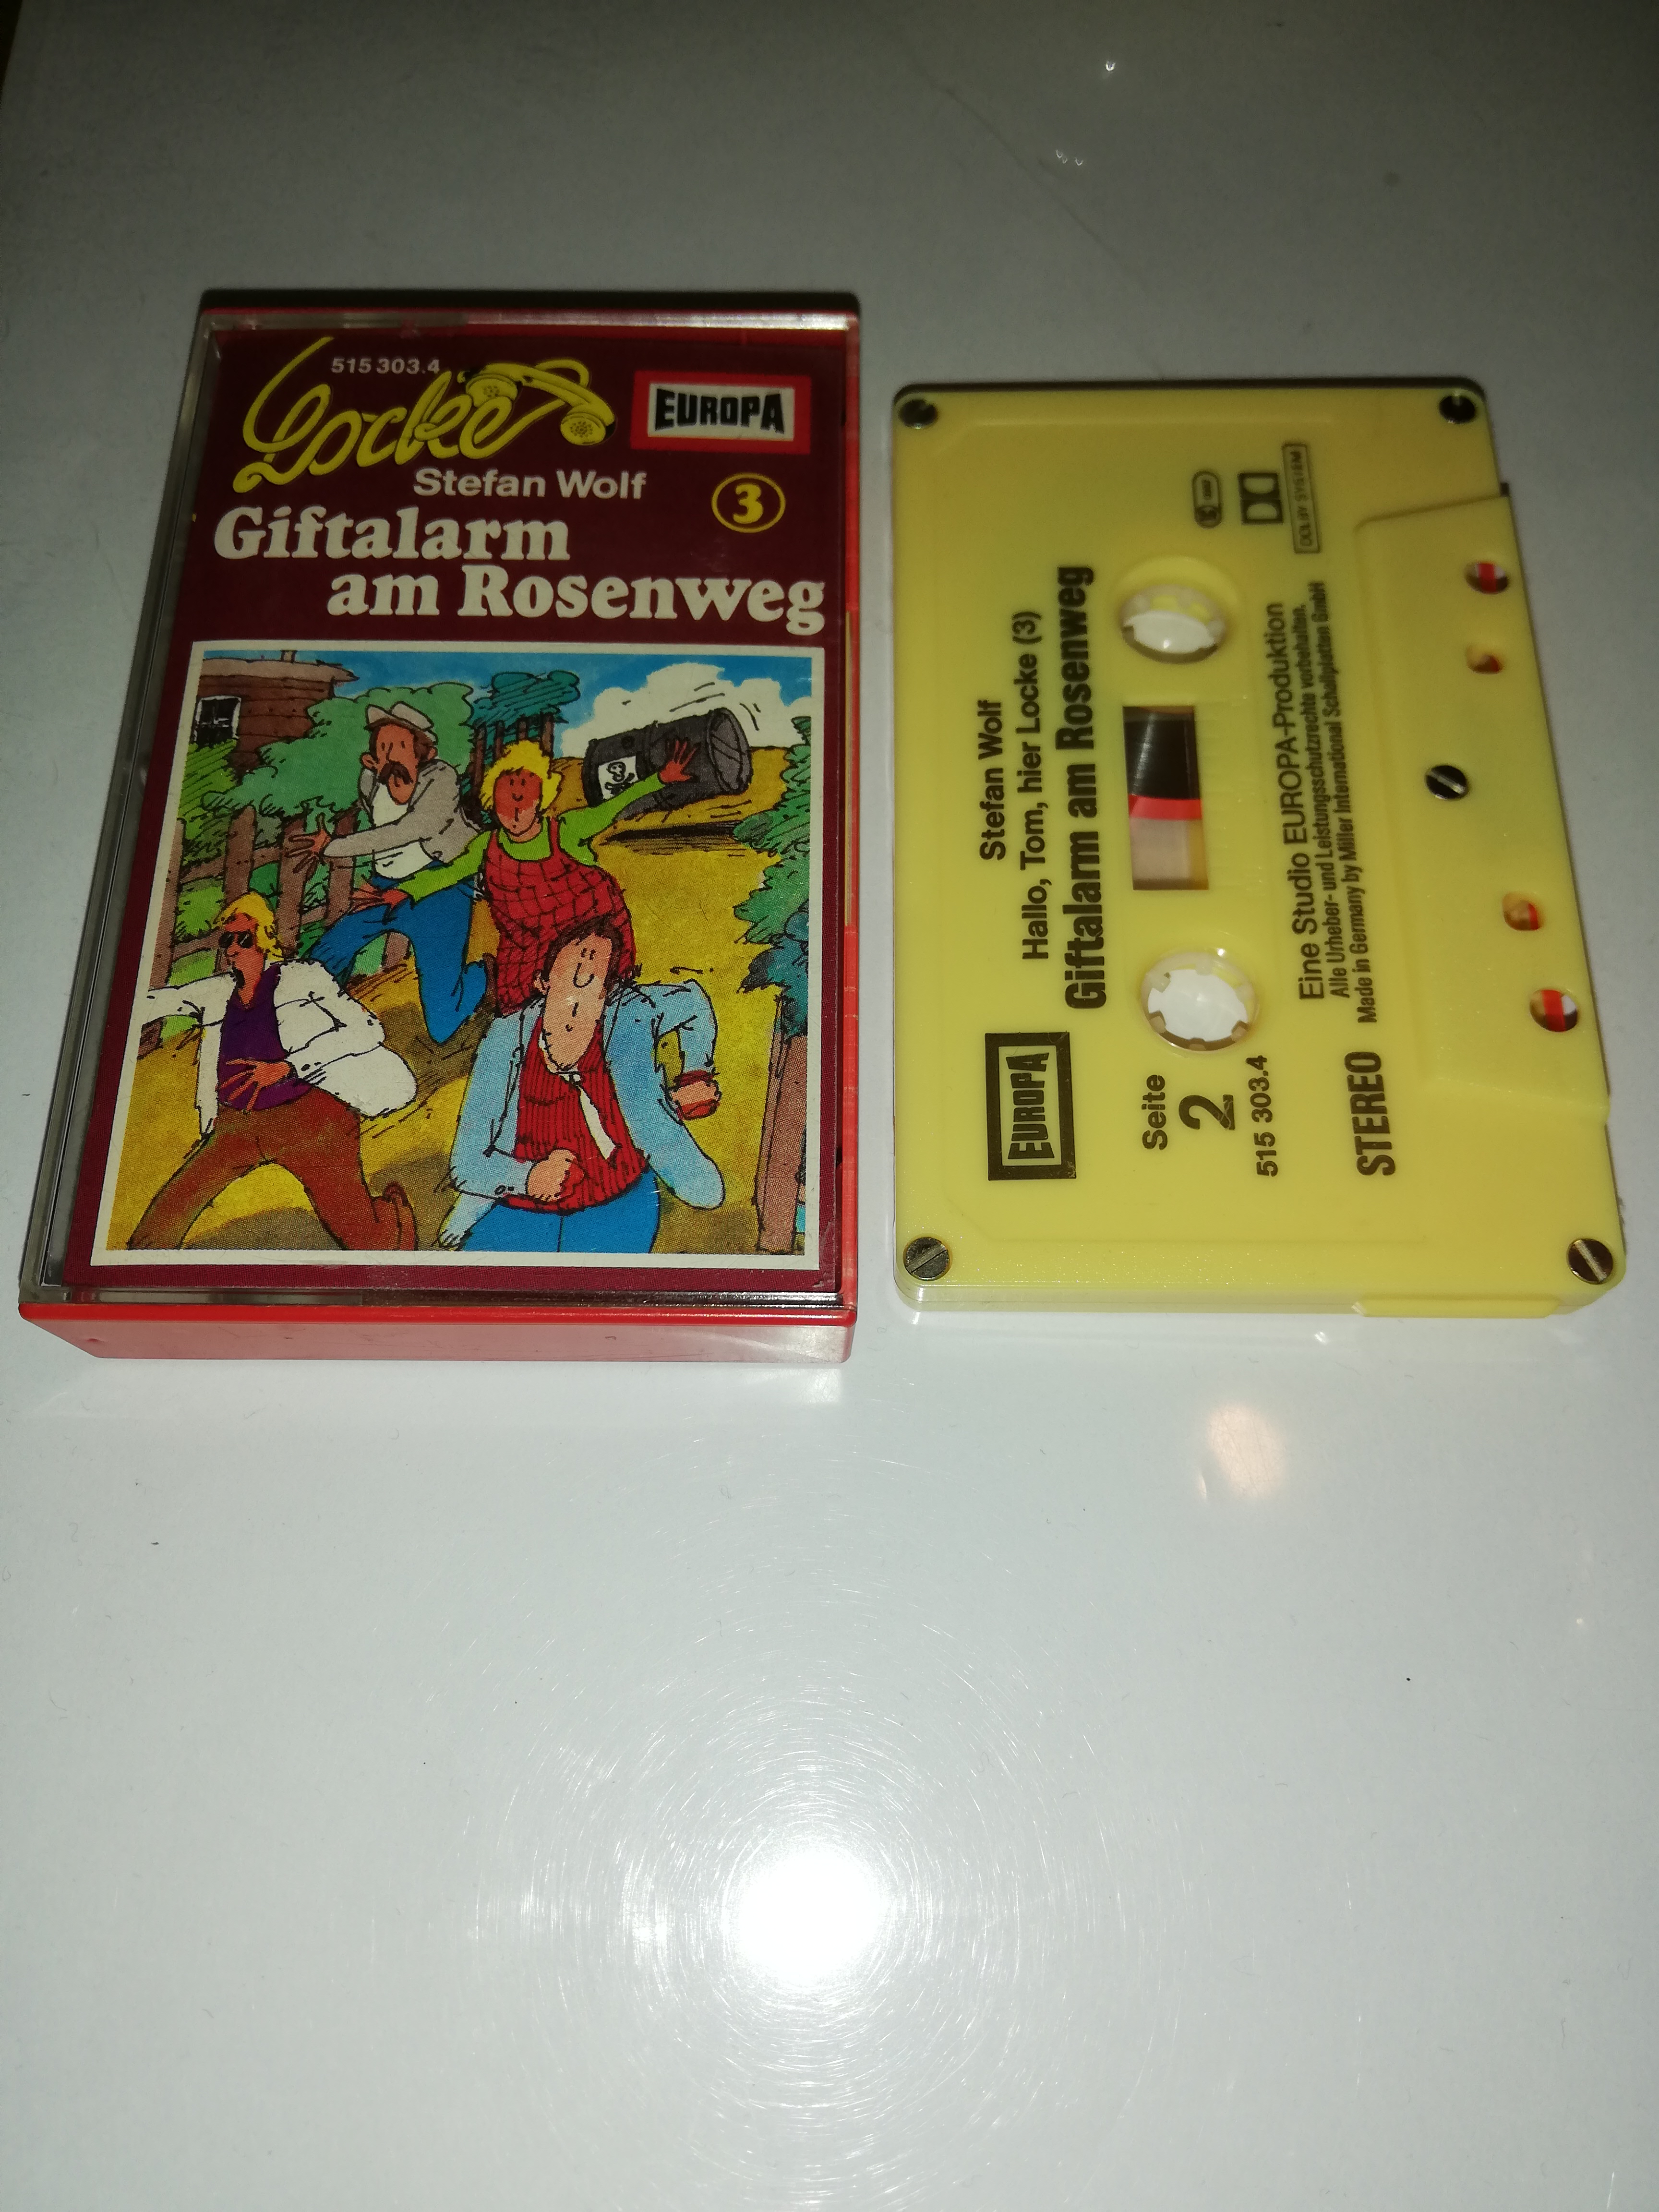 515 303.4
Locke
EUROPA
Stefan Wolf
3
Giftalarm
am Rosenweg
Stefan Wolf
Hallo, Tom, hier Locke (3)
Giftalarm am Rosenweg
EUROPA
Seite
2
515 303.4
DOLBY SYSTEM
Eine Studio EUROPA-Produktion
Alle Urheber- und Leistungsschutzrechte vorbehalten.
Made in Germany by Miller International Schallplatten GmbH
STEREO